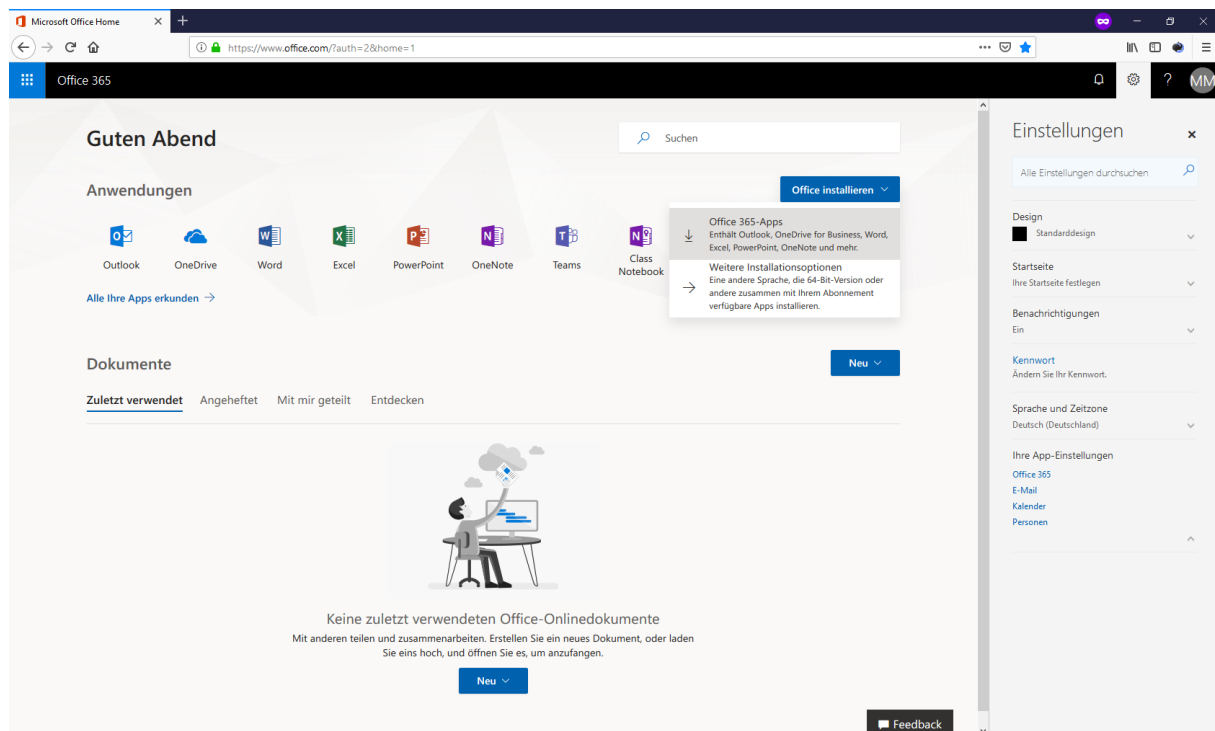 Microsoft Office Home
https://www.office.com/?auth=2&home=1
Office 365
MM
Guten Abend
Suchen
Anwendungen
Office installieren
Outlook
OneDrive
Word
Excel
PowerPoint
OneNote
Teams
Class
Notebook
Office 365-Apps
Enthält Outlook, OneDrive for Business, Word,
Excel, PowerPoint, OneNote und mehr.
Weitere Installationsoptionen
Eine andere Sprache, die 64-Bit-Version oder
andere zusammen mit Ihrem Abonnement
verfügbare Apps installieren.
Alle Ihre Apps erkunden →
Dokumente
Neu
Zuletzt verwendet
Angeheftet
Mit mir geteilt
Entdecken
Keine zuletzt verwendeten Office-Onlinedokumente
Mit anderen teilen und zusammenarbeiten. Erstellen Sie ein neues Dokument, oder laden
Sie eins hoch, und öffnen Sie es, um anzufangen.
Neu
Feedback
Einstellungen
Alle Einstellungen durchsuchen
Design
Standarddesign
Startseite
Ihre Startseite festlegen
Benachrichtigungen
Ein
Kennwort
Ändern Sie Ihr Kennwort.
Sprache und Zeitzone
Deutsch (Deutschland)
Ihre App-Einstellungen
Office 365
E-Mail
Kalender
Personen